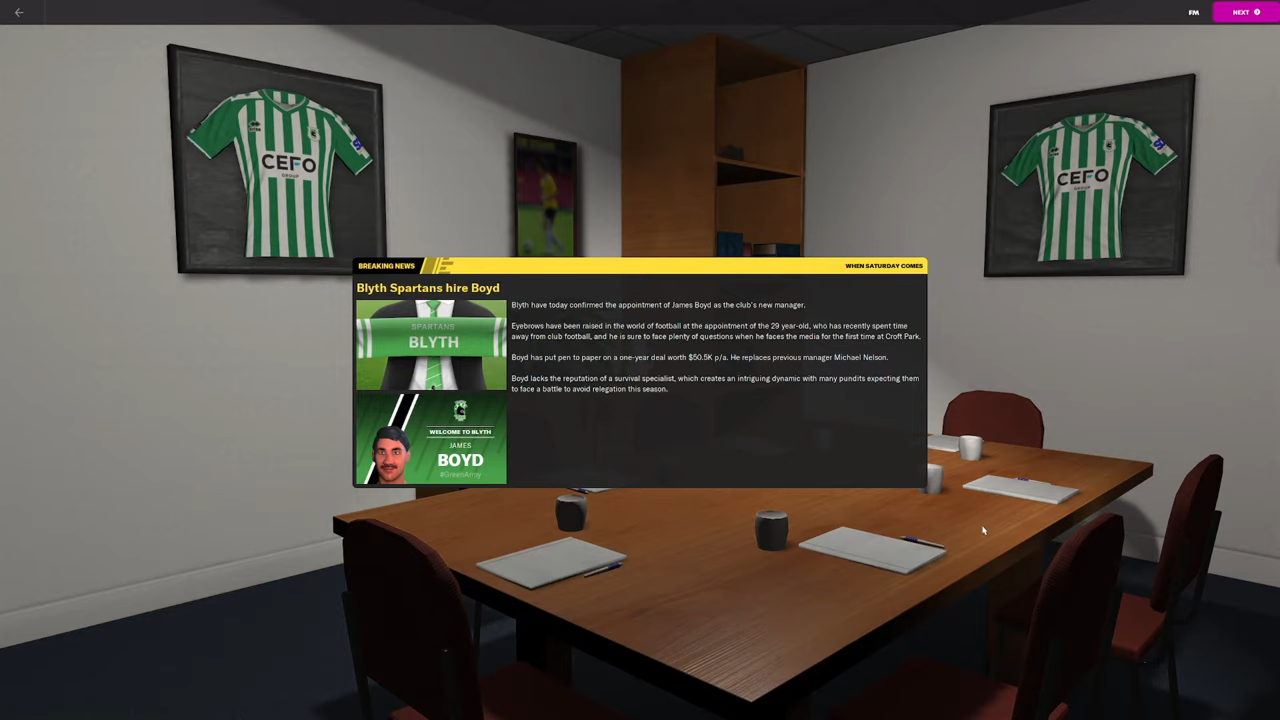 FM
NEXT
CEFO
GROUP
CEFO
GROUP
BREAKING NEWS
WHEN SATURDAY COMES
Blyth Spartans hire Boyd
SPARTANS
BLYTH
WELCOME TO BLYTH
JAMES
BOYD
#GreenArmy
Blyth have today confirmed the appointment of James Boyd as the club's new manager.
Eyebrows have been raised in the world of football at the appointment of the 29 year-old, who has recently spent time
away from club football, and he is sure to face plenty of questions when he faces the media for the first time at Croft Park.
Boyd has put pen to paper on a one-year deal worth $50.5K p/a. He replaces previous manager Michael Nelson.
Boyd lacks the reputation of a survival specialist, which creates an intriguing dynamic with many pundits expecting them
to face a battle to avoid relegation this season.